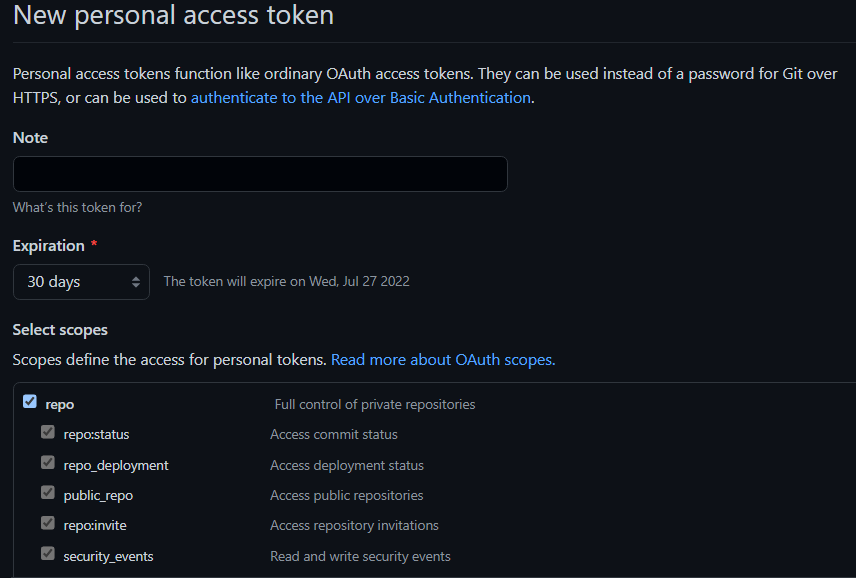 New personal access token
Personal access tokens function like ordinary OAuth access tokens. They can be used instead of a password for Git over
HTTPS, or can be used to authenticate to the API over Basic Authentication.
Note
What's this token for?
Expiration *
30 days The token will expire on Wed, Jul 27 2022
Select scopes
Scopes define the access for personal tokens. Read more about OAuth scopes.
repo Full control of private repositories
repo:status Access commit status
repo_deployment Access deployment status
public_repo Access public repositories
repo:invite Access repository invitations
security_events Read and write security events